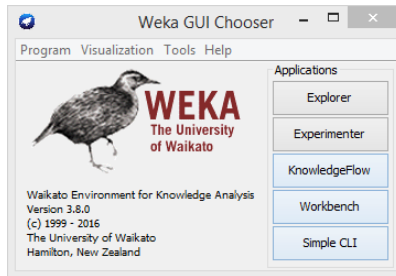 Weka GUI Chooser
Program Visualization Tools Help
WEKA
The University
of Waikato
Waikato Environment for Knowledge Analysis
Version 3.8.0
(c) 1999 - 2016
The University of Waikato
Hamilton, New Zealand
Applications
Explorer
Experimenter
KnowledgeFlow
Workbench
Simple CLI